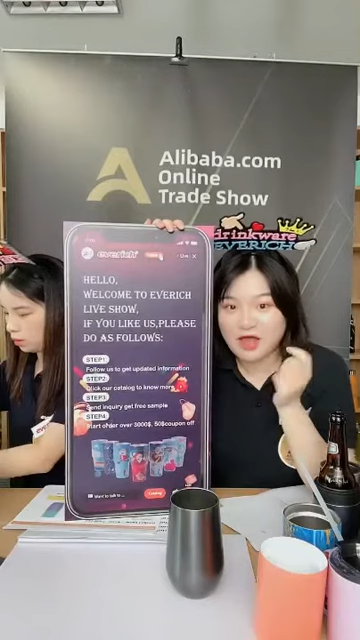 Alibaba.com
Online
Trade Show
drinkware
EVERICH
everich
HELLO,
WELCOME TO EVERICH
LIVE SHOW,
IF YOU LIKE US,PLEASE
DO AS FOLLOWS:
STEP1
Follow us to get updated information
STEP2
Click our catalog to know more
STEP3
Send inquiry get free sample
STEP4
Start order over 3000$, 50$coupon off